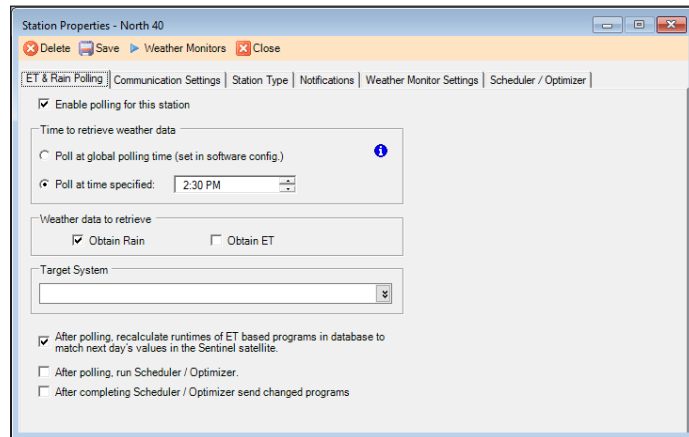 Station Properties - North 40
Delete Save Weather Monitors Close
ET & Rain Polling Communication Settings Station Type Notifications Weather Monitor Settings Scheduler / Optimizer
Enable polling for this station
Time to retrieve weather data
Poll at global polling time (set in software config.)
Poll at time specified: 2:30 PM
Weather data to retrieve
Obtain Rain Obtain ET
Target System
After polling, recalculate runtimes of ET based programs in database to
match next day's values in the Sentinel satellite.
After polling, run Scheduler / Optimizer.
After completing Scheduler / Optimizer send changed programs